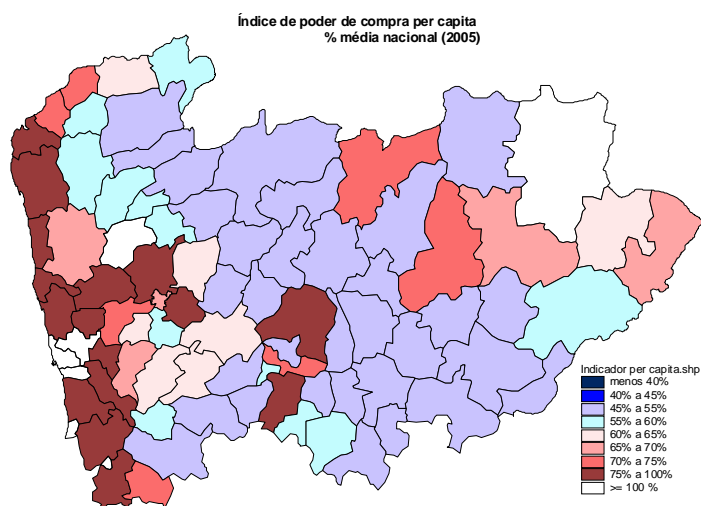 Índice de poder de compra per capita
% média nacional (2005)
Indicador per capita.shp
menos 40%
40% a 45%
45% a 55%
55% a 60%
60% a 65%
65% a 70%
70% a 75%
75% a 100%
>= 100 %